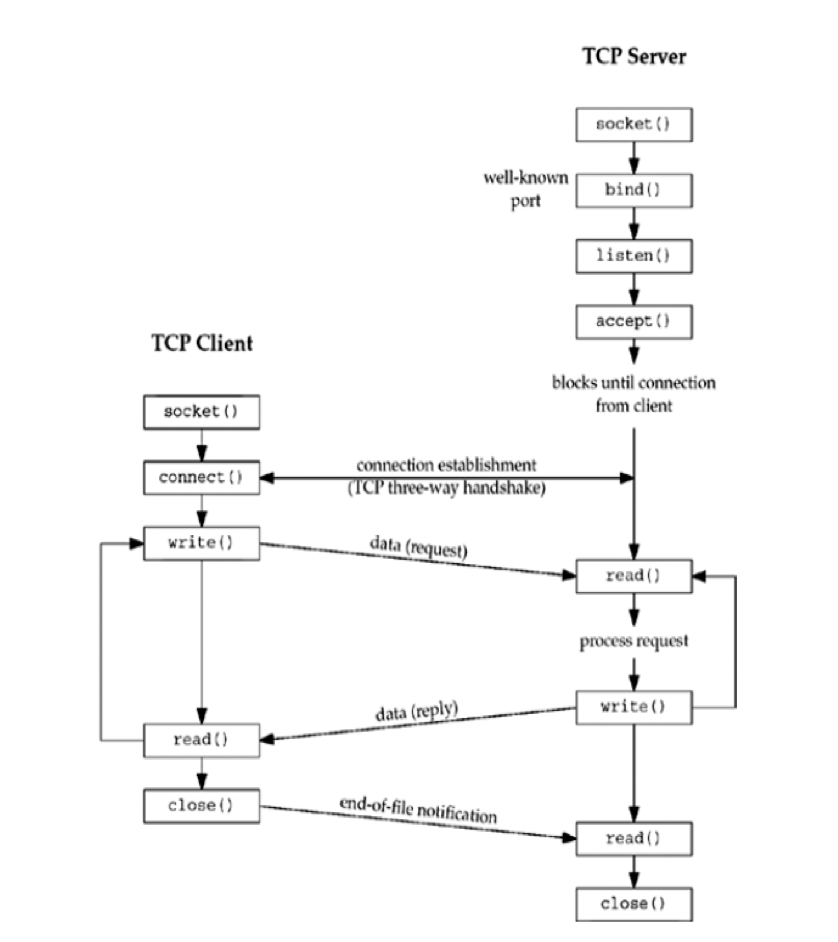 TCP Server
socket()
well-known
port
bind()
listen()
accept()
blocks until connection
from client
TCP Client
socket()
connect()
connection establishment
(TCP three-way handshake)
write()
data (request)
read()
process request
write()
data (reply)
read()
close()
end-of-file notification
read()
close()